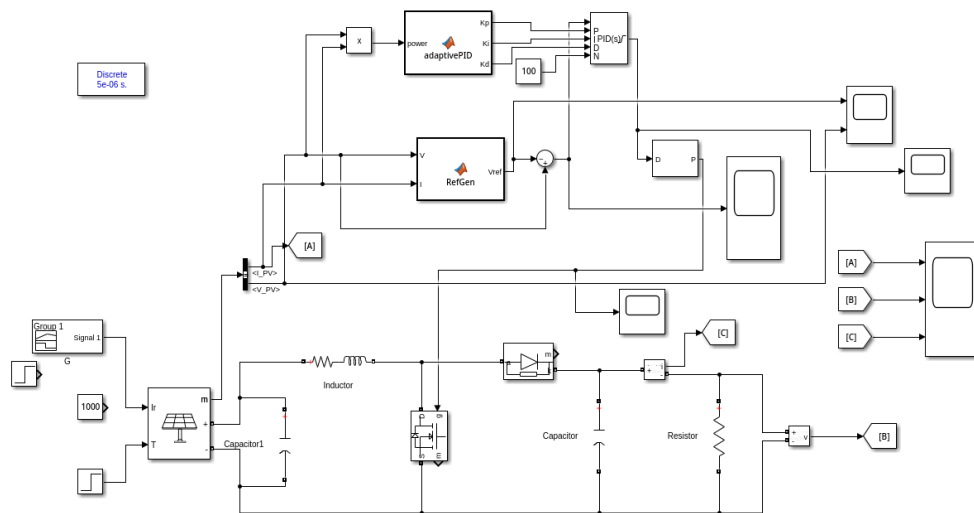 Discrete
5e-06 s.
x
power
adaptivePID
Kp
Ki
Kd
100
P
I
D
N
PID(s)
V
I
RefGen
Vref
D
P
[A]
<I_PV>
<V_PV>
[A]
[B]
[C]
Group 1
Signal 1
G
1000
Ir
T
m
+
-
Capacitor1
Inductor
+
g
D
S
m
a
k
m
Capacitor
+
+
i
-
[C]
Resistor
+
+
-
v
[B]